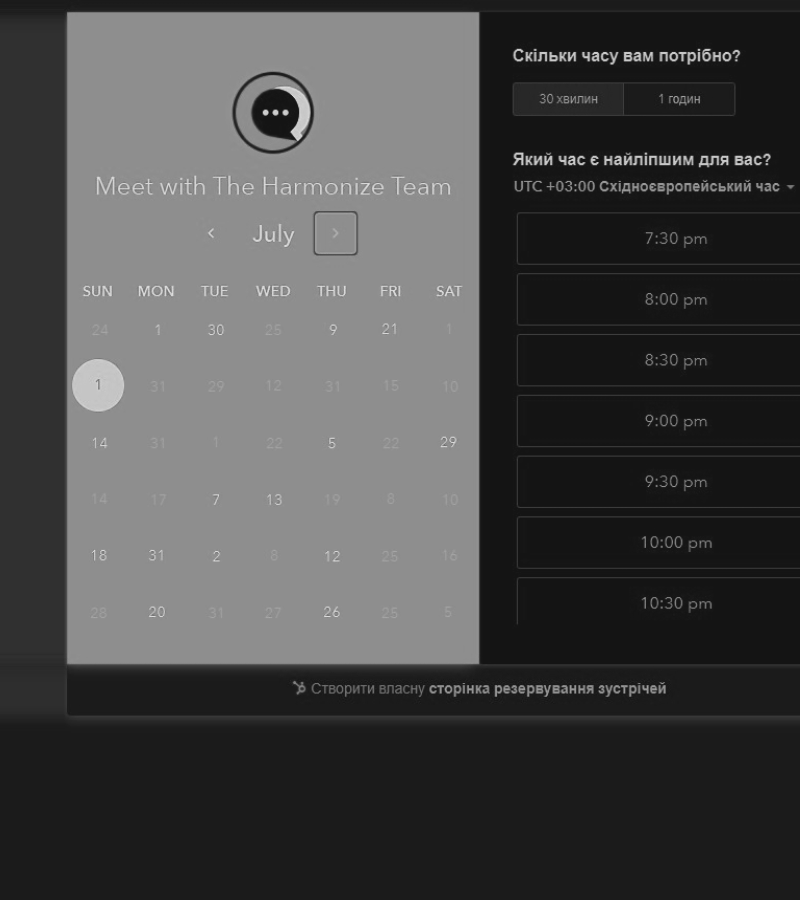 Meet with The Harmonize Team
July
SUN MON TUE WED THU FRI SAT
24 1 30 25 9 21 1
1 31 29 12 31 15 10
14 31 1 22 5 22 29
14 17 7 13 19 8 10
18 31 2 8 12 25 16
28 20 31 27 26 25 5
Скільки часу вам потрібно?
30 хвилин 1 годин
Який час є найліпшим для вас?
UTC +03:00 Східноєвропейський час
7:30 pm
8:00 pm
8:30 pm
9:00 pm
9:30 pm
10:00 pm
10:30 pm
Створити власну сторінка резервування зустрічей